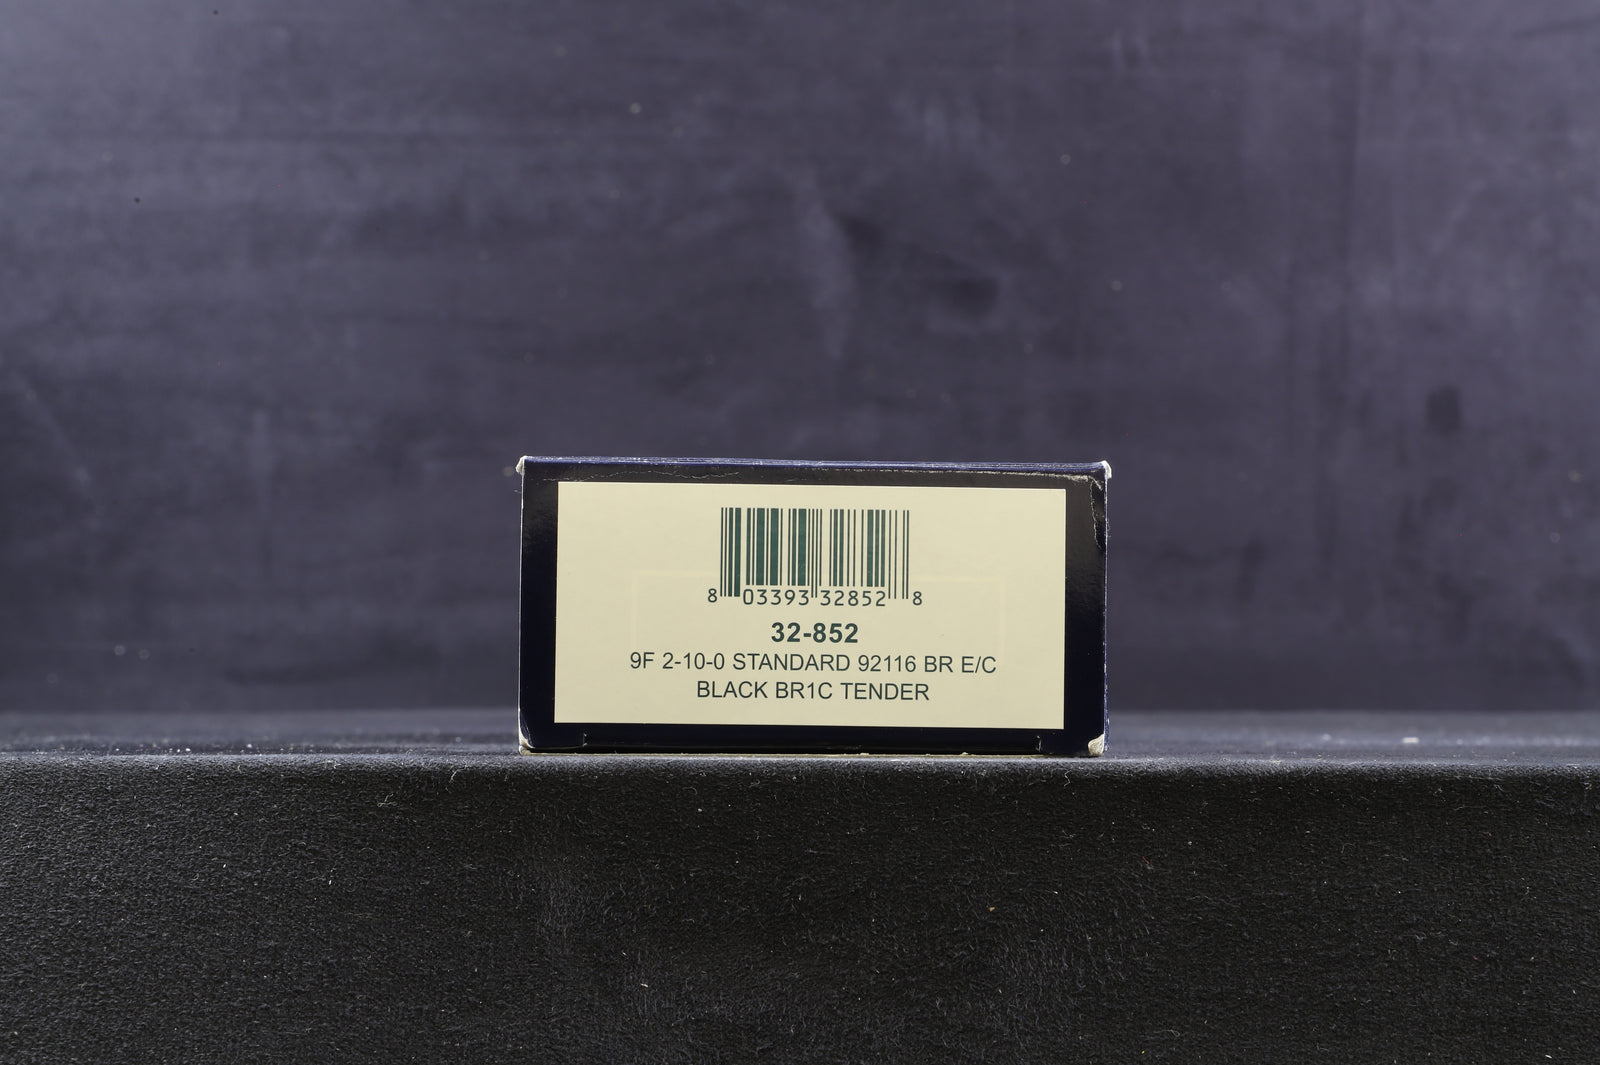 8 03393 32852 8
32-852
9F 2-10-0 STANDARD 92116 BR E/C
BLACK BR1C TENDER